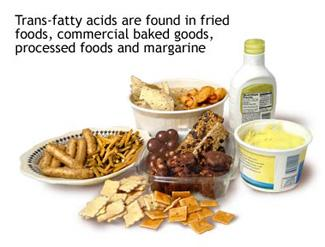 Trans-fatty acids are found in fried
foods, commercial baked goods,
processed foods and margarine